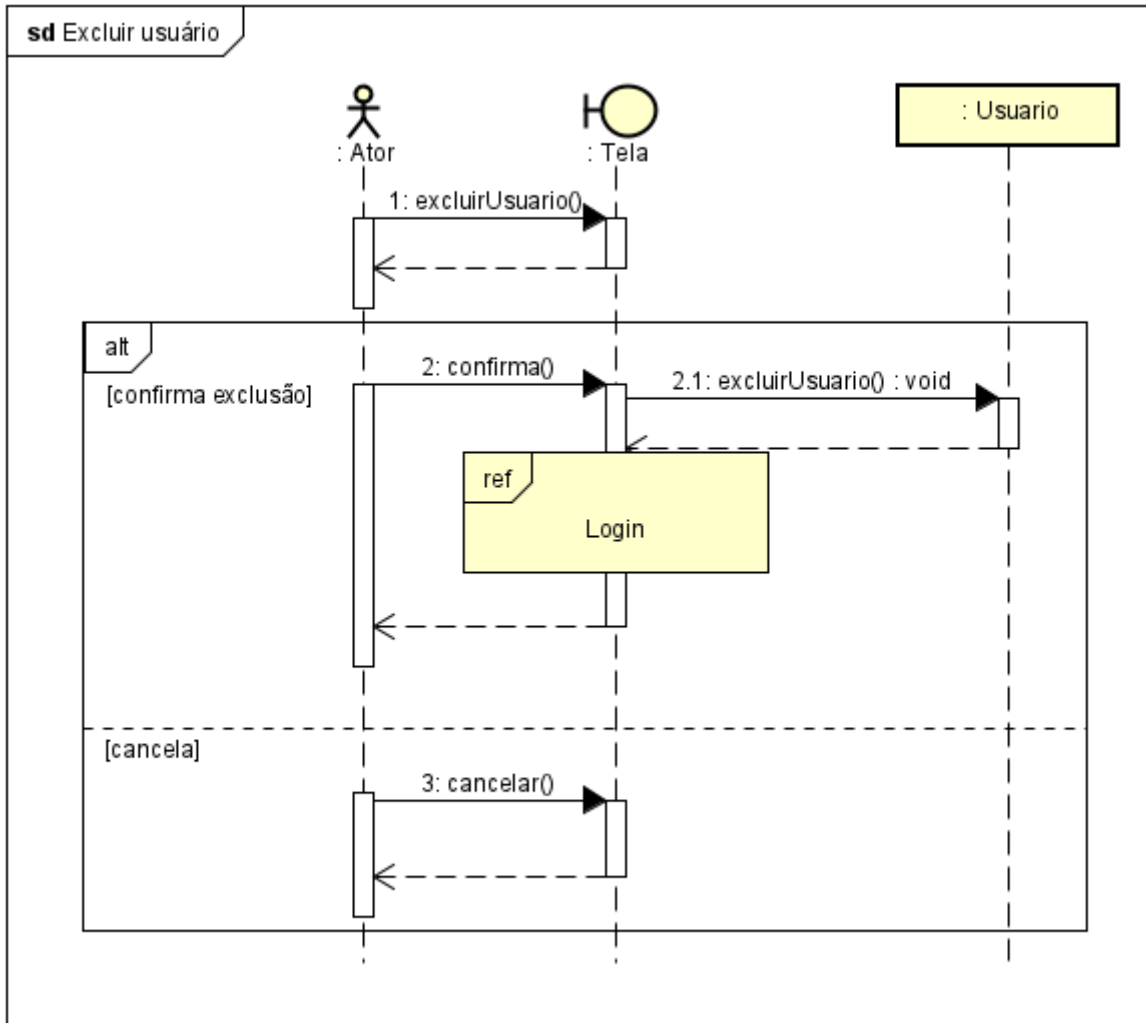 sd Excluir usuário
: Ator
: Tela
: Usuario
1: excluirUsuario()
alt
[confirma exclusão]
2: confirma()
2.1: excluirUsuario() : void
ref
Login
[cancela]
3: cancelar()